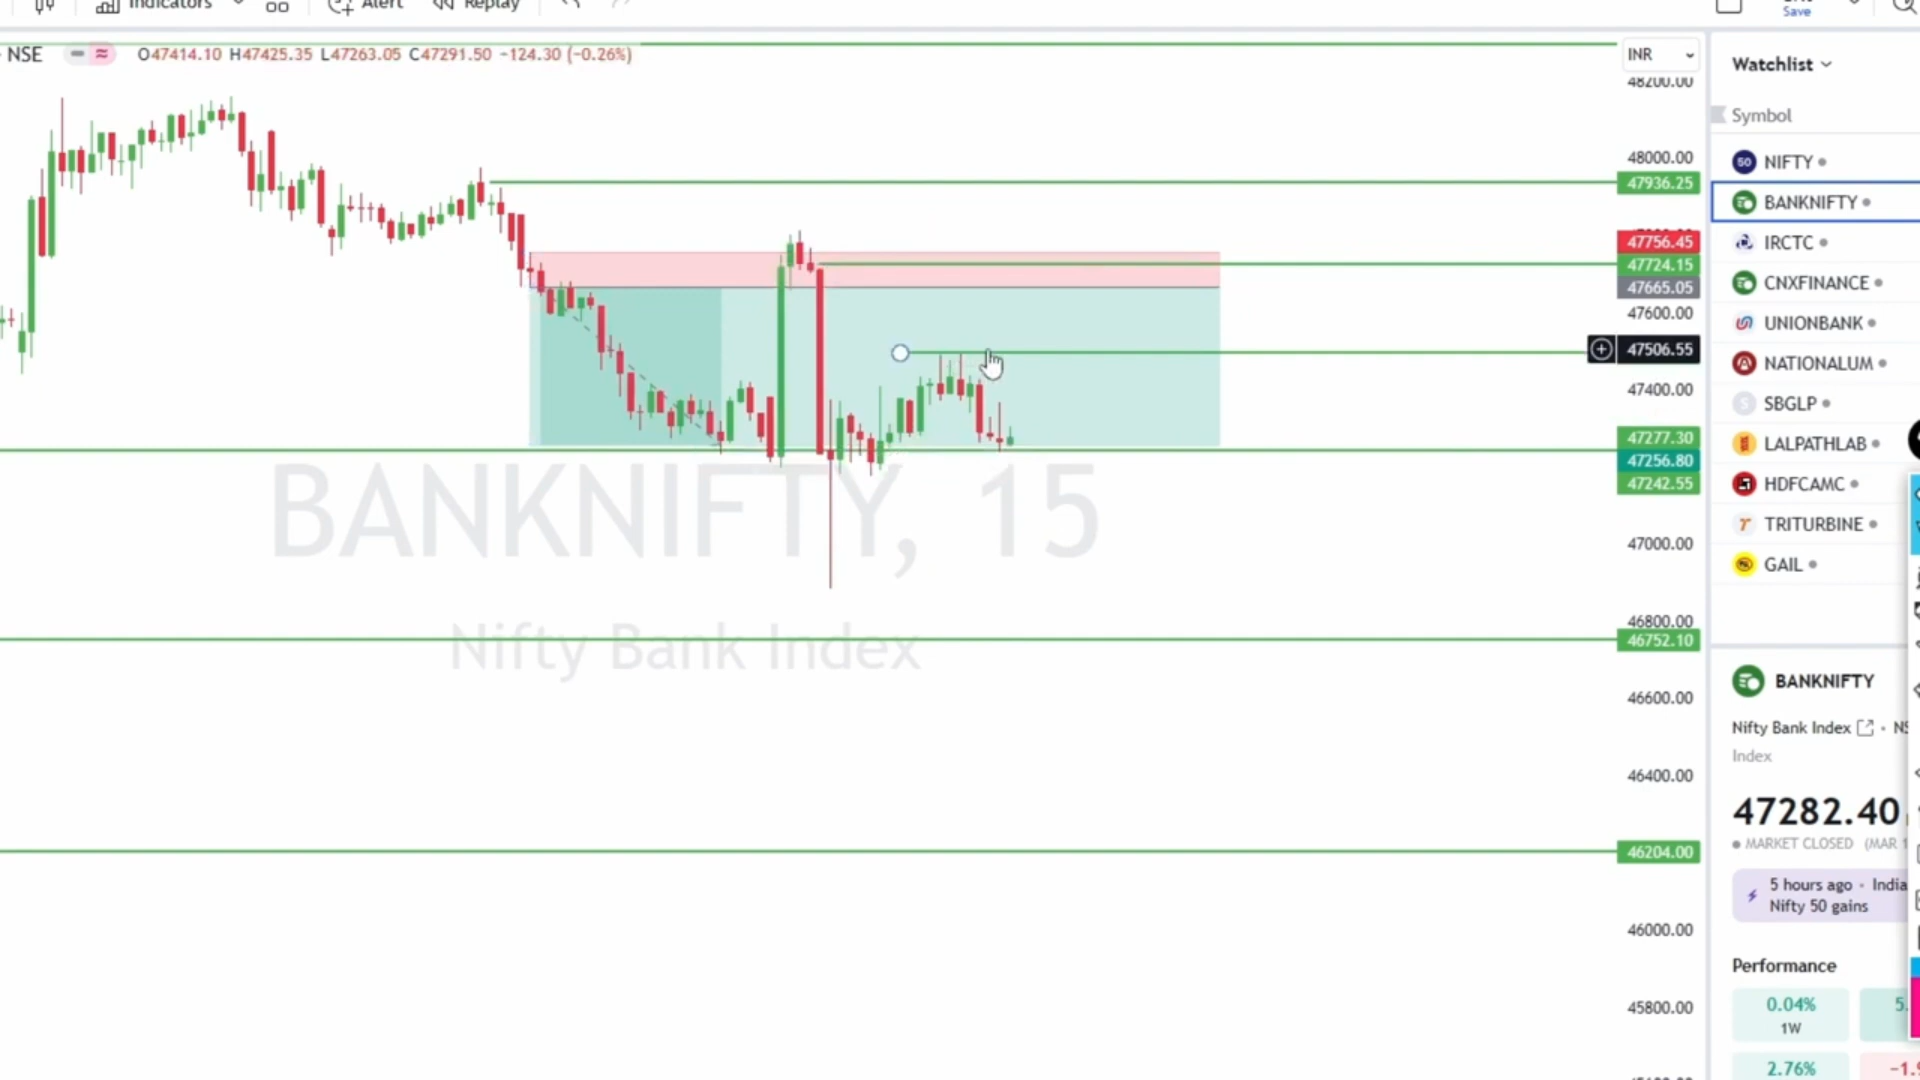 Indicators
Alert
Replay
Save
NSE
O47414.10 H47425.35 L47263.05 C47291.50 −124.30 (−0.26%)
INR
48200.00
48000.00
47936.25
47756.45
47724.15
47665.05
47600.00
47506.55
47400.00
47277.30
47256.80
47242.55
47000.00
46800.00
46752.10
46600.00
46400.00
46204.00
46000.00
45800.00
BANKNIFTY, 15
Nifty Bank Index
Watchlist
Symbol
50 NIFTY
BANKNIFTY
IRCTC
CNXFINANCE
UNIONBANK
NATIONALUM
S SBGLP
LALPATHLAB
HDFCAMC
TRITURBINE
GAIL
BANKNIFTY
Nifty Bank Index
Index
47282.40
MARKET CLOSED (MAR 1
5 hours ago · India
Nifty 50 gains
Performance
0.04% 5.
1W
2.76%